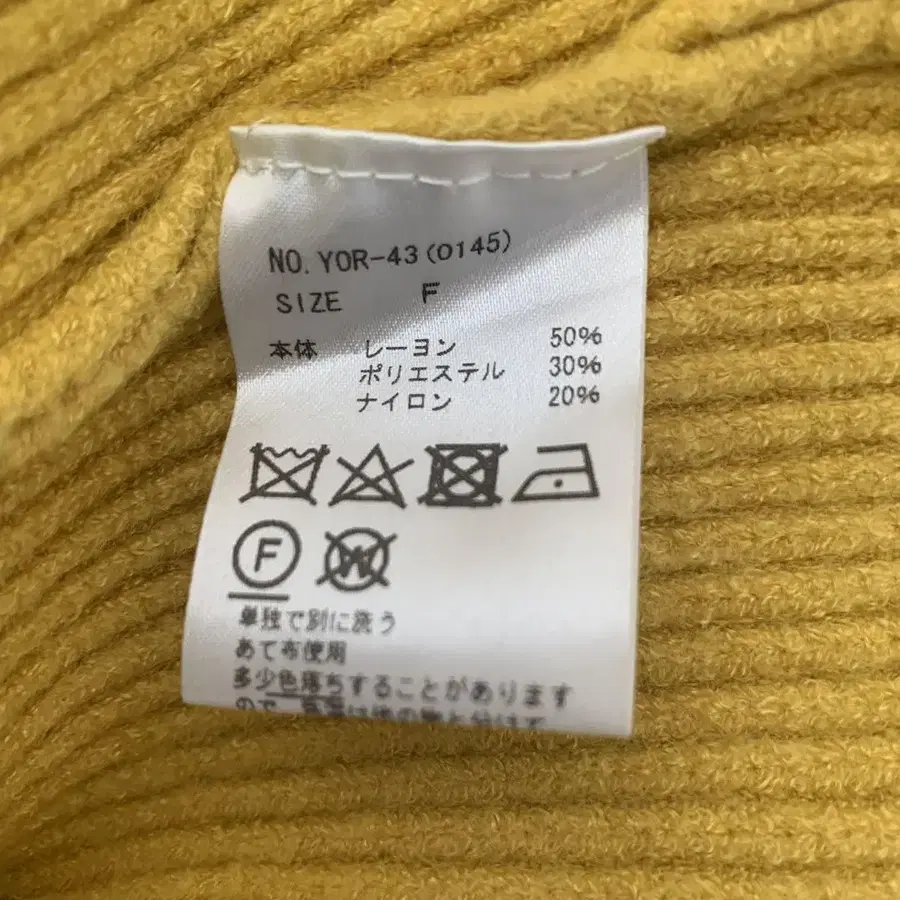 NO. YOR-43(0145)
SIZE F
本体 レーヨン 50%
ポリエステル 30%
ナイロン 20%
F
W
単独で別に洗う
あて布使用
多少色落ちすることがあります
ので